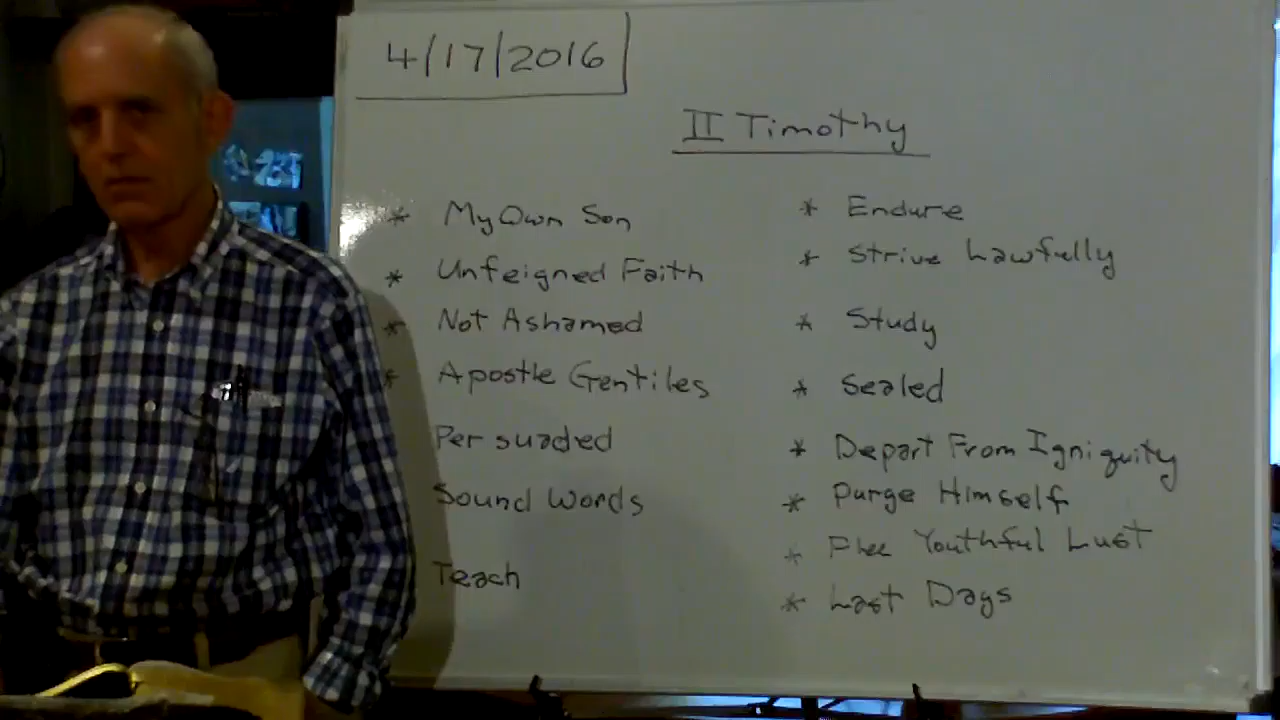 4/17/2016
II Timothy
* My Own Son
* Unfeigned Faith
* Not Ashamed
* Apostle Gentiles
Persuaded
Sound Words
Teach
* Endure
* Strive Lawfully
* Study
* Sealed
* Depart From Igniquity
* Purge Himself
* Flee Youthful Lust
* Last Days